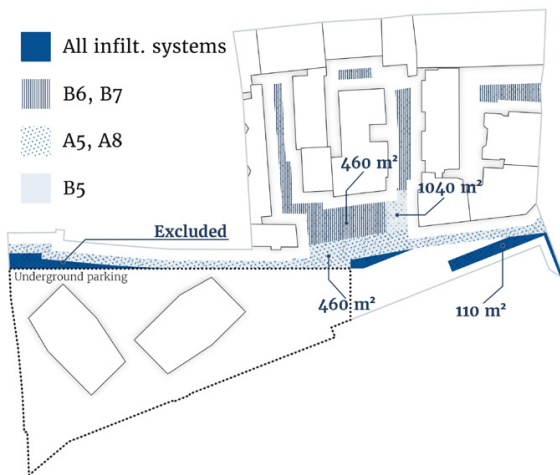 All infilt. systems
B6, B7
A5, A8
B5
460 m²
1040 m²
Excluded
Underground parking
460 m²
110 m²